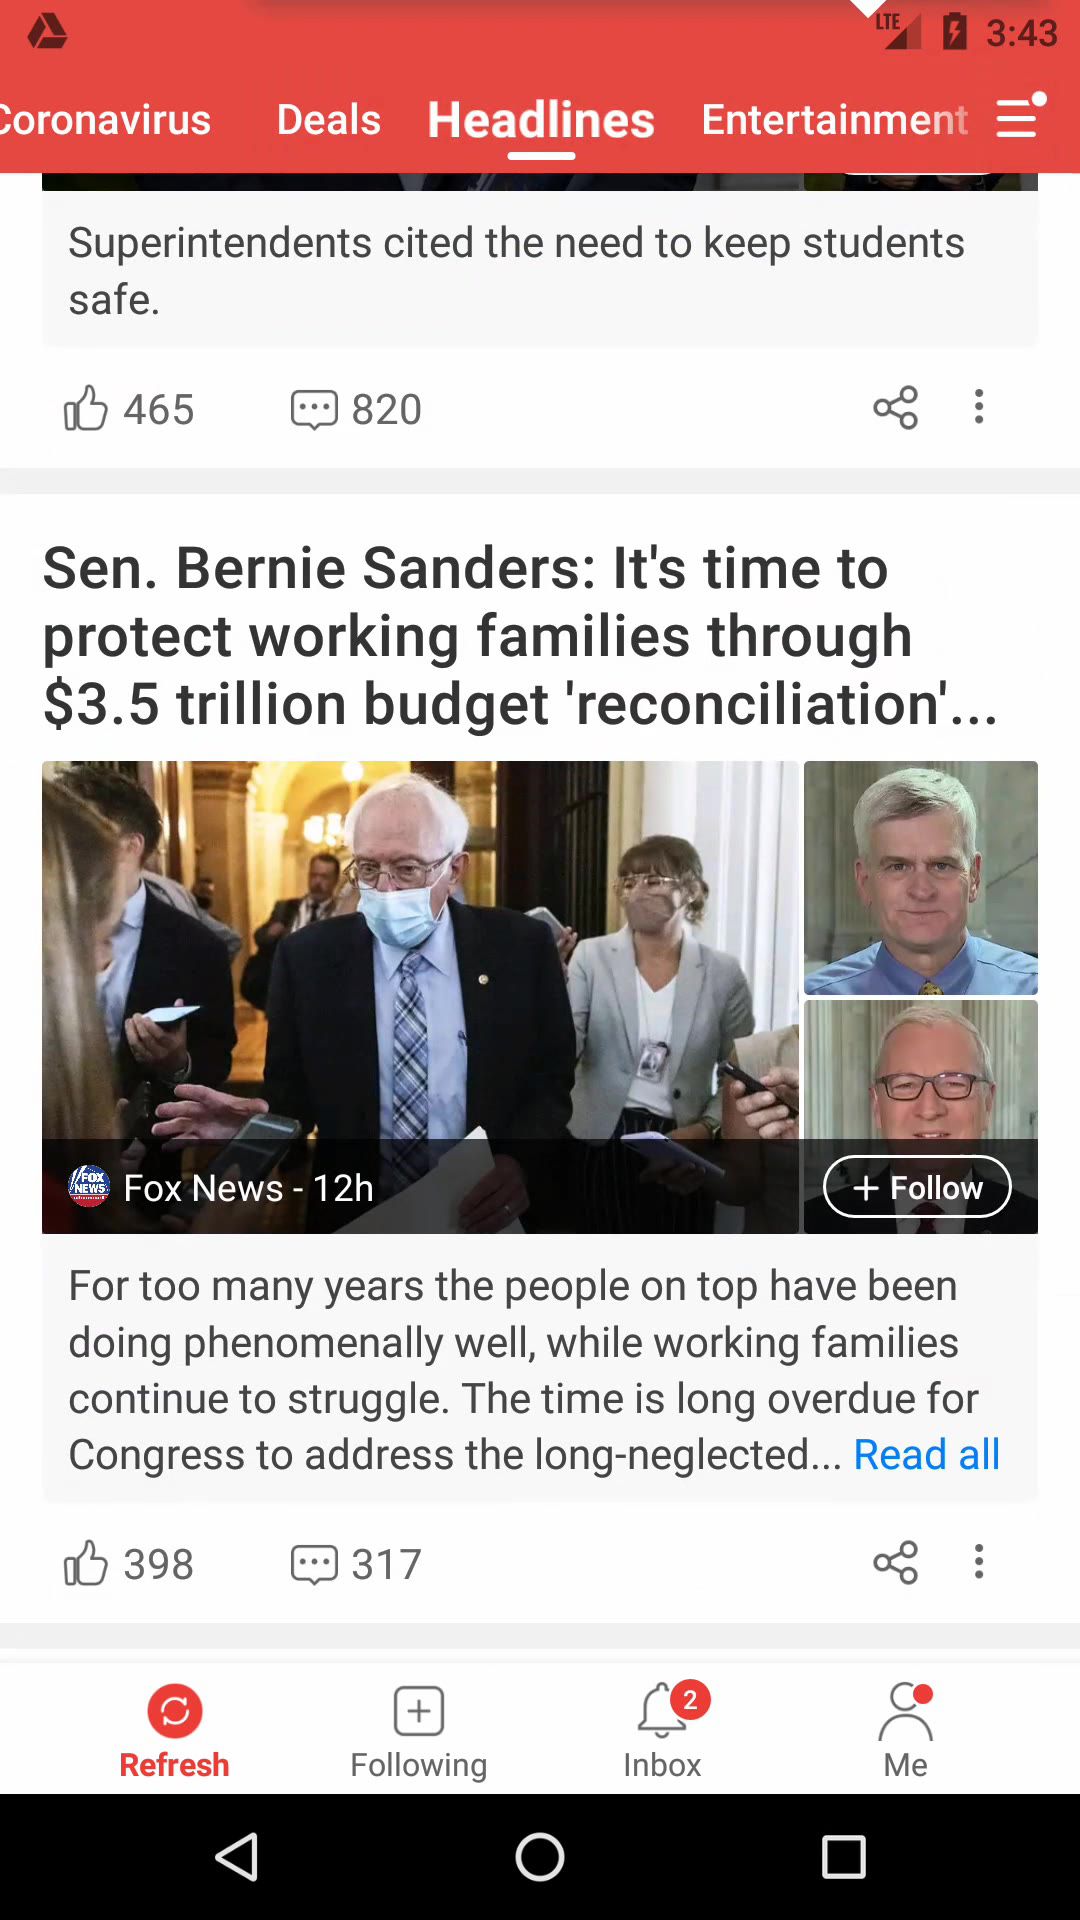 LTE 3:43
Coronavirus Deals Headlines Entertainment
Superintendents cited the need to keep students
safe.
465 820
Sen. Bernie Sanders: It's time to
protect working families through
$3.5 trillion budget 'reconciliation'...
FOX NEWS Fox News - 12h + Follow
For too many years the people on top have been
doing phenomenally well, while working families
continue to struggle. The time is long overdue for
Congress to address the long-neglected... Read all
398 317
2
Refresh Following Inbox Me